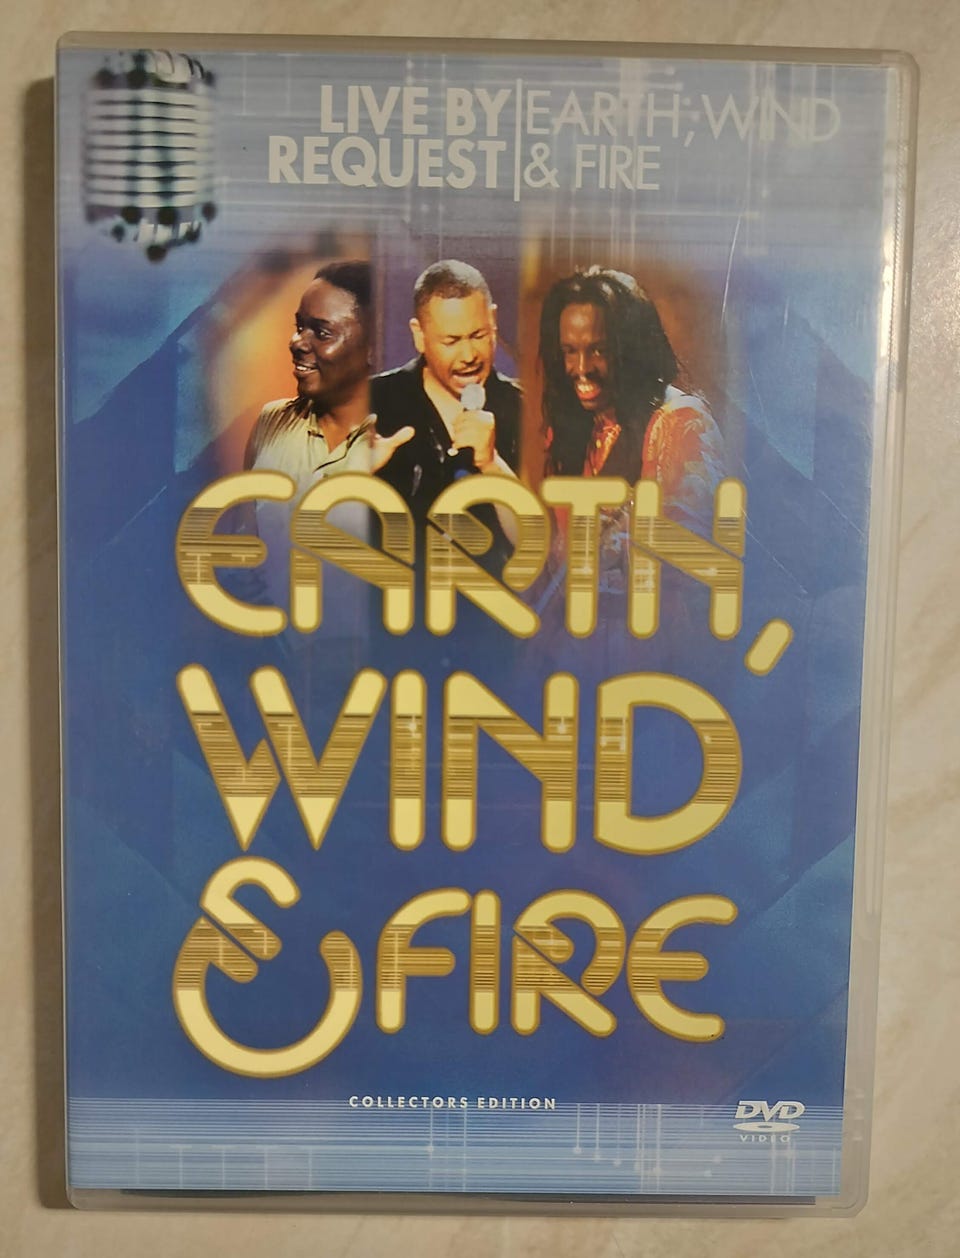 LIVE BY
REQUEST
EARTH, WIND
& FIRE
EARTH,
WIND
& FIRE
COLLECTORS EDITION
DVD
VIDEO